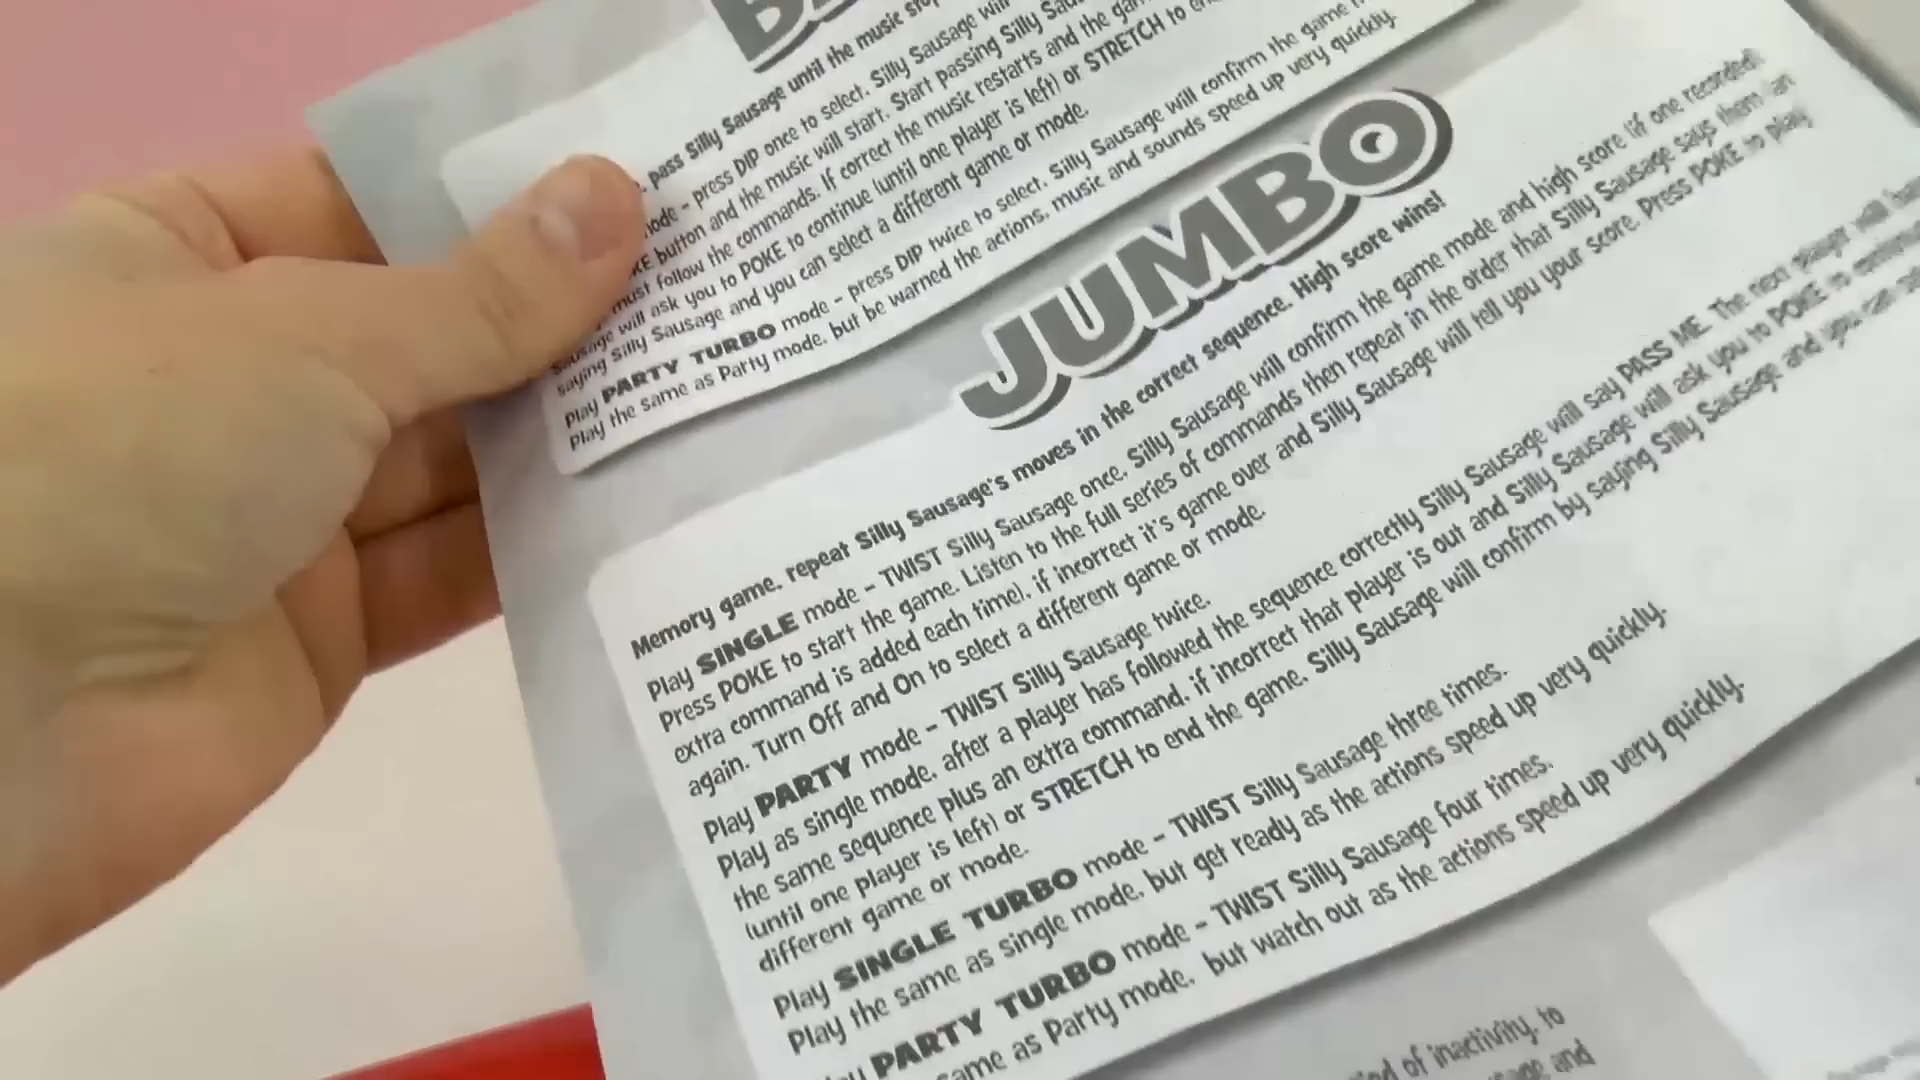 pass Silly Sausage until the music
mode - press DIP once to select. Silly Sausage will
button and the music will start. Start passing Silly
must follow the commands. If correct the music restarts and the
Sausage will ask you to POKE to continue (until one player is left) or STRETCH to
saying Silly Sausage and you can select a different game or mode.
Play PARTY TURBO mode - press DIP twice to select. Silly Sausage will confirm the game
Play the same as Party mode, but be warned the actions, music and sounds speed up very quickly.
JUMBO
Memory game, repeat Silly Sausage's moves in the correct sequence. High score wins!
Play SINGLE mode - TWIST Silly Sausage once. Silly Sausage will confirm the game mode and high score (if one recorded).
Press POKE to start the game. Listen to the full series of commands then repeat in the order that Silly Sausage says them (an
extra command is added each time), if incorrect it's game over and Silly Sausage will tell you your score. Press POKE to play
again. Turn Off and On to select a different game or mode.
Play PARTY mode - TWIST Silly Sausage twice.
Play as single mode, after a player has followed the sequence correctly Silly Sausage will say PASS ME. The next player will
the same sequence plus an extra command, if incorrect that player is out and Silly Sausage will ask you to POKE to
(until one player is left) or STRETCH to end the game. Silly Sausage will confirm by saying Silly Sausage and you can
different game or mode.
Play SINGLE TURBO mode - TWIST Silly Sausage three times.
Play the same as single mode, but get ready as the actions speed up very quickly.
PARTY TURBO mode - TWIST Silly Sausage four times.
same as Party mode, but watch out as the actions speed up very quickly.
of inactivity, to
and